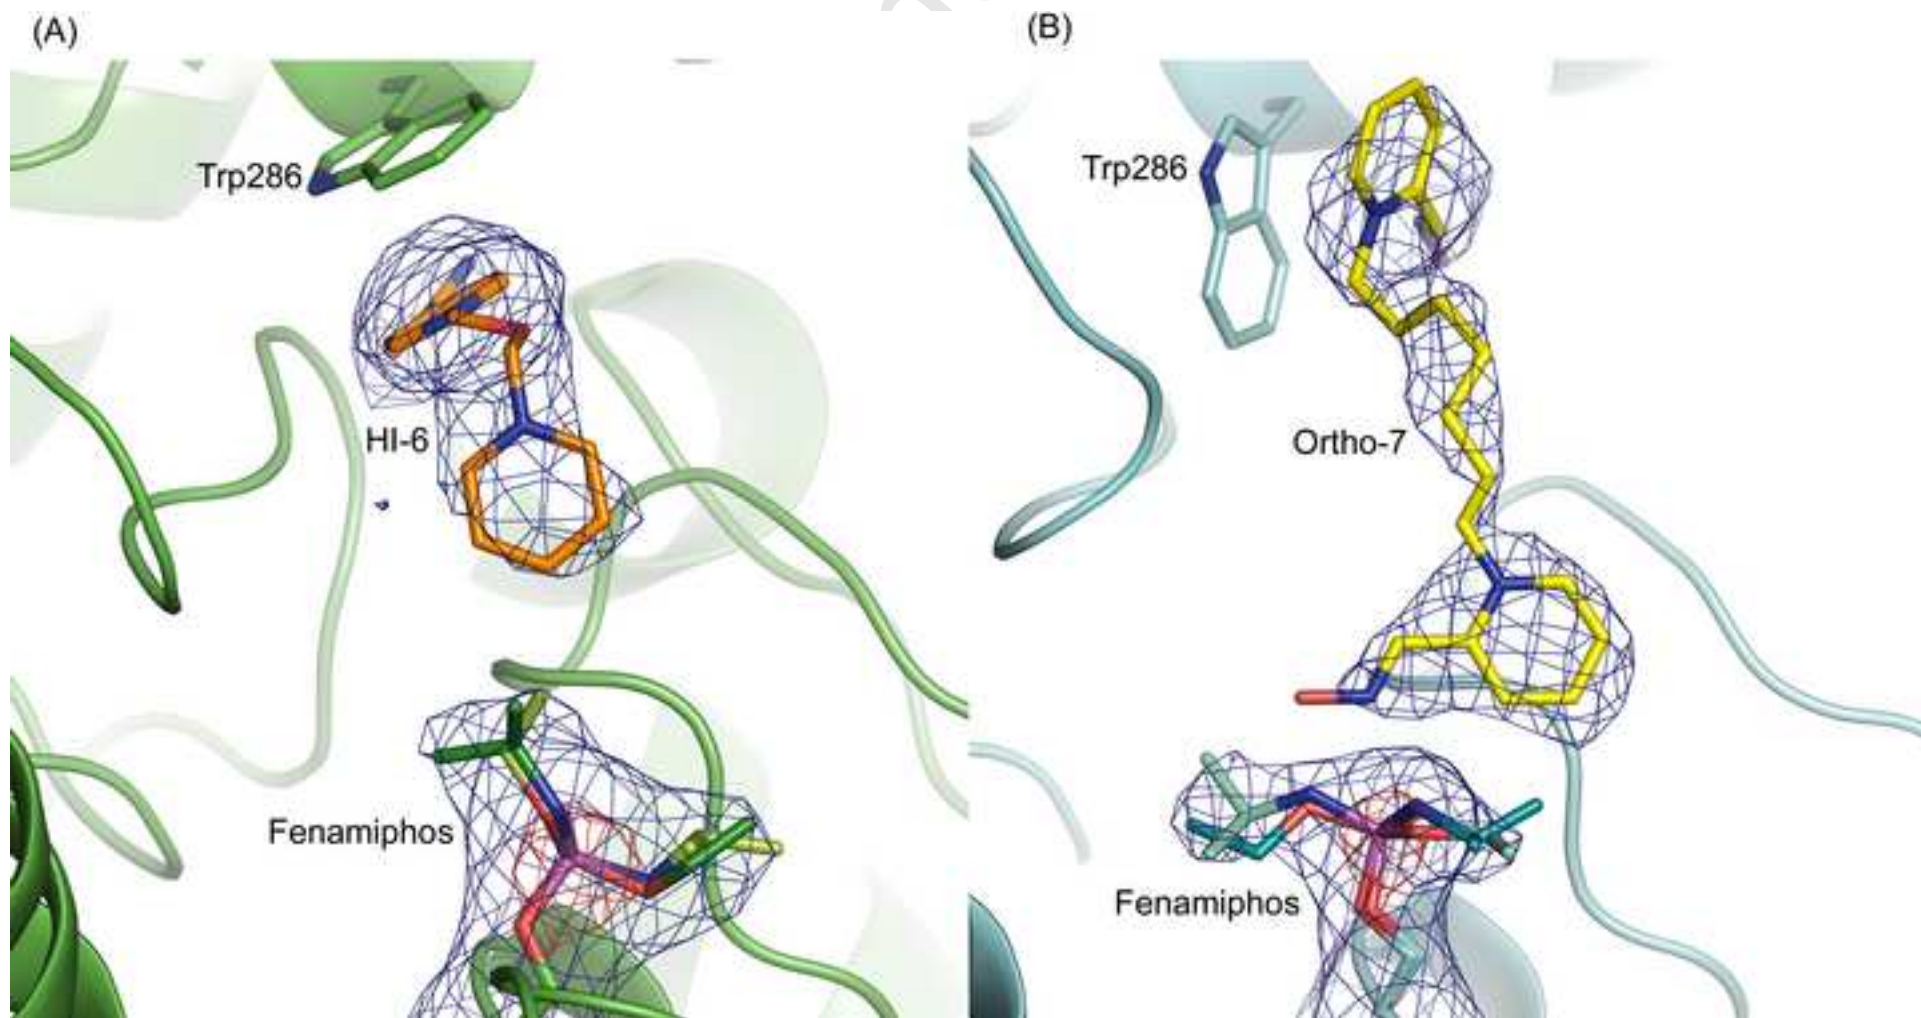 (A)
(B)
Trp286
Trp286
HI-6
Ortho-7
Fenamiphos
Fenamiphos